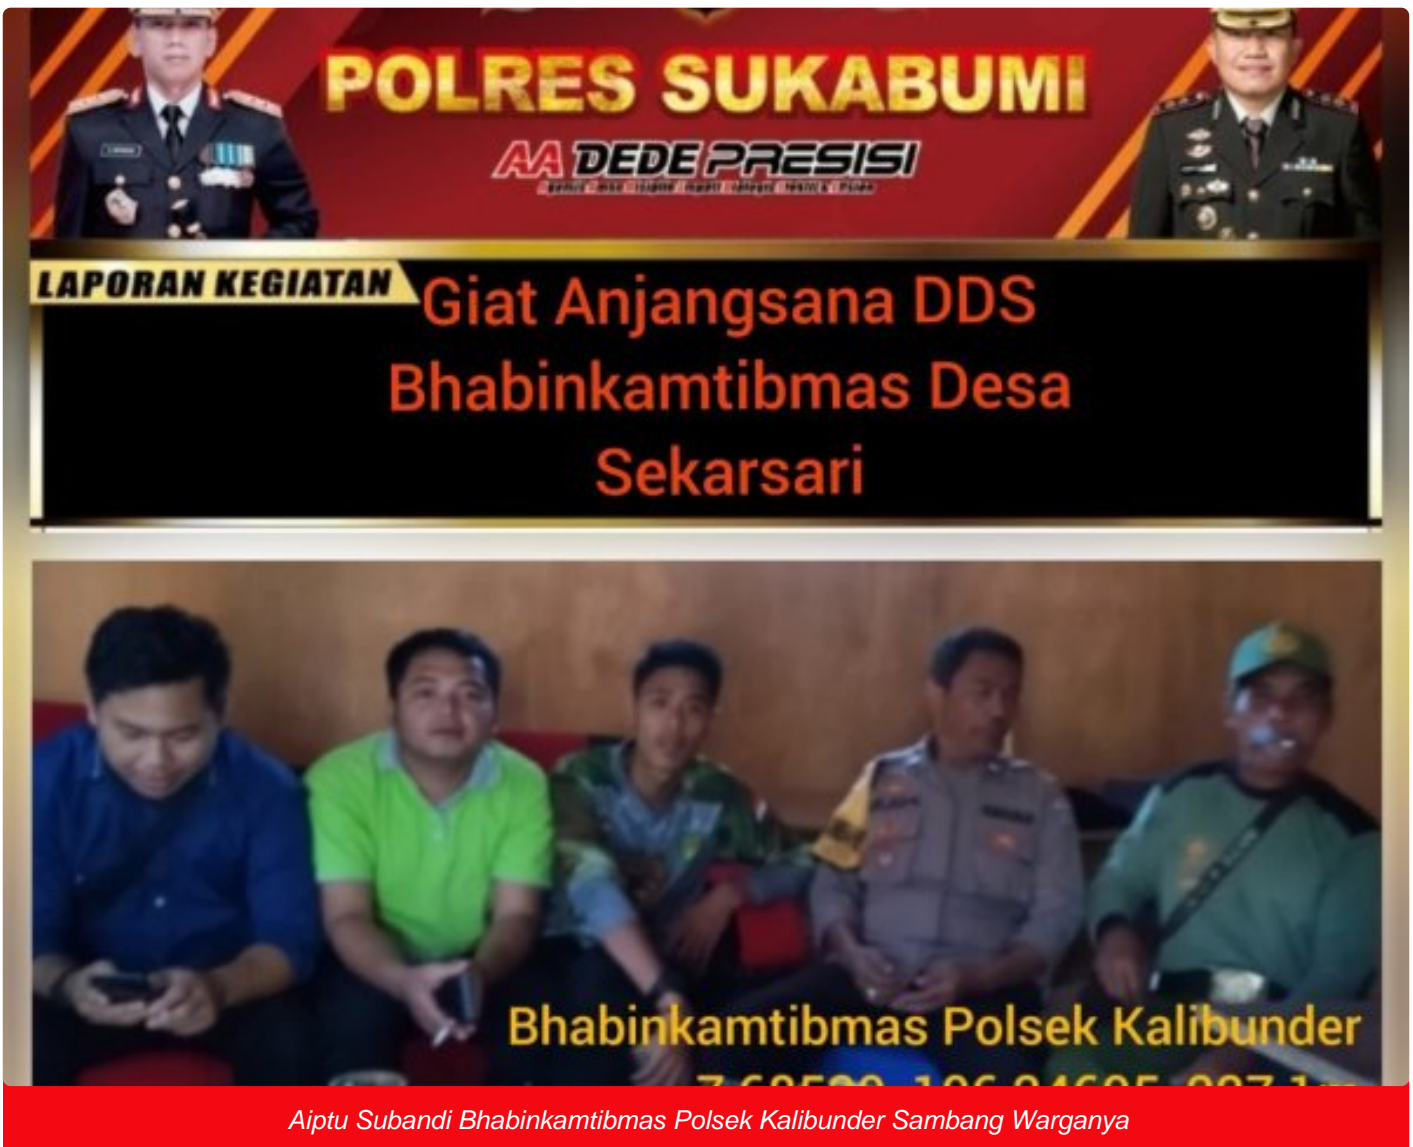 POLRES SUKABUMI
AA DEDE PRESISI
LAPORAN KEGIATAN
Giat Anjangsana DDS
Bhabinkamtibmas Desa
Sekarsari
Bhabinkamtibmas Polsek Kalibunder
Aiptu Subandi Bhabinkamtibmas Polsek Kalibunder Sambang Warganya